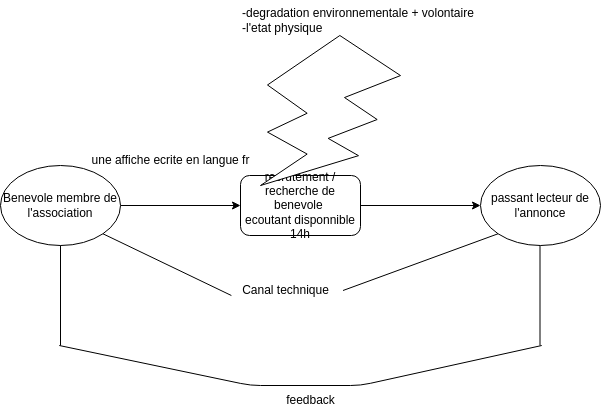 -degradation environnementale + volontaire
-l'etat physique
une affiche ecrite en langue fr
Benevole membre de
l'association
recrutement /
recherche de
benevole
ecoutant disponnible
14h
passant lecteur de
l'annonce
Canal technique
feedback